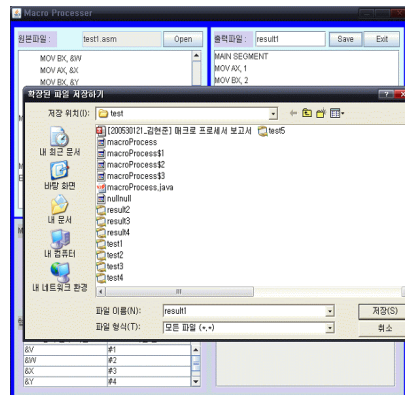 Macro Processer
원본파일 : test1.asm Open
출력파일 : result1 Save Exit
MOV BX, &W
MOV AX, &X
MOV BX, &Y
MAIN SEGMENT
MOV AX, 1
MOV BX, 2
확장된 파일 저장하기
저장 위치(I): test
내 최근 문서
바탕 화면
내 문서
내 컴퓨터
내 네트워크 환경
[200530121_김현준] 매크로 프로세서 보고서 test5
macroProcess
macroProcess$1
macroProcess$2
macroProcess$3
macroProcess.java
nullnull
result2
result3
result4
test1
test2
test3
test4
파일 이름(N): result1 저장(S)
파일 형식(T): 모든 파일 (*.*) 취소
&V #1
&W #2
&X #3
&Y #4